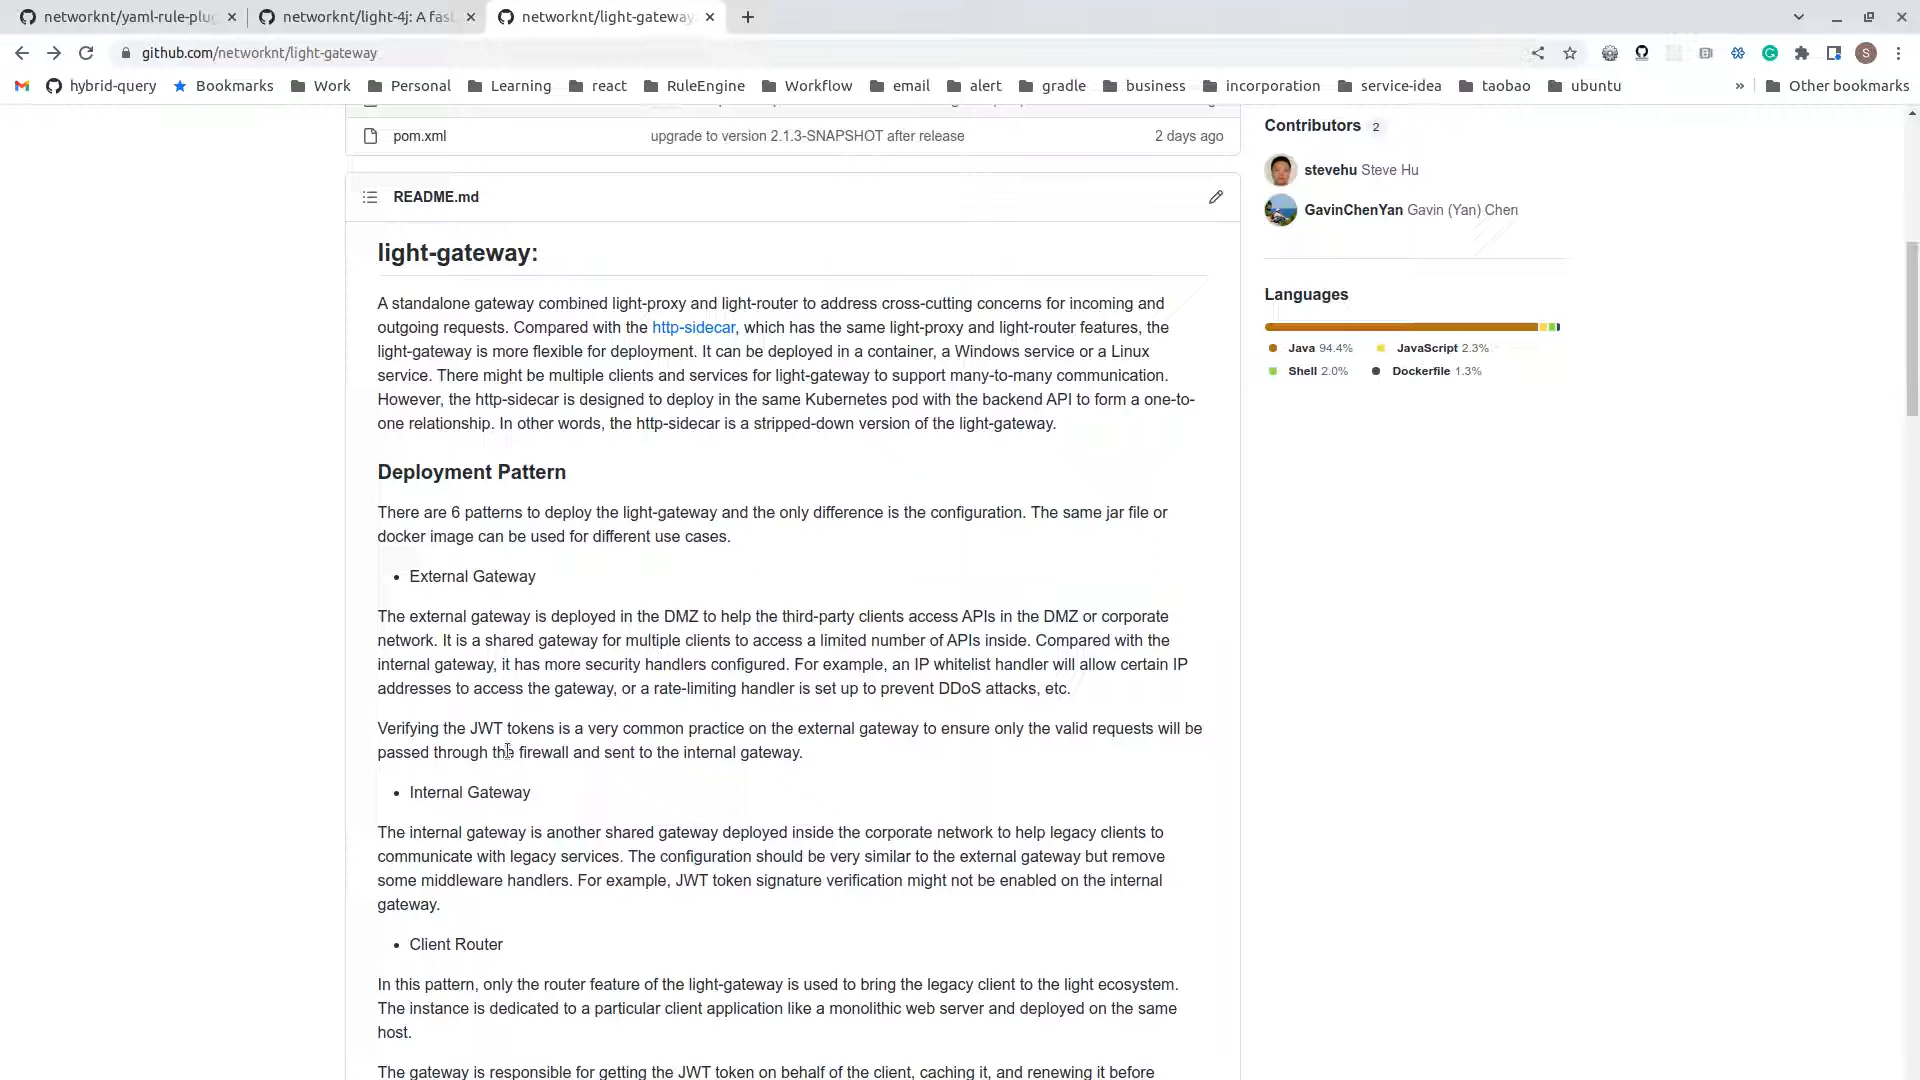 networknt/yaml-rule-plu
networknt/light-4j: A fas
networknt/light-gateway
github.com/networknt/light-gateway
S
hybrid-query
Bookmarks
Work
Personal
Learning
react
RuleEngine
Workflow
email
alert
gradle
business
incorporation
service-idea
taobao
ubuntu
»
Other bookmarks
pom.xml
upgrade to version 2.1.3-SNAPSHOT after release
2 days ago
README.md
light-gateway:
A standalone gateway combined light-proxy and light-router to address cross-cutting concerns for incoming and
outgoing requests. Compared with the http-sidecar, which has the same light-proxy and light-router features, the
light-gateway is more flexible for deployment. It can be deployed in a container, a Windows service or a Linux
service. There might be multiple clients and services for light-gateway to support many-to-many communication.
However, the http-sidecar is designed to deploy in the same Kubernetes pod with the backend API to form a one-to-
one relationship. In other words, the http-sidecar is a stripped-down version of the light-gateway.
Deployment Pattern
There are 6 patterns to deploy the light-gateway and the only difference is the configuration. The same jar file or
docker image can be used for different use cases.
• External Gateway
The external gateway is deployed in the DMZ to help the third-party clients access APIs in the DMZ or corporate
network. It is a shared gateway for multiple clients to access a limited number of APIs inside. Compared with the
internal gateway, it has more security handlers configured. For example, an IP whitelist handler will allow certain IP
addresses to access the gateway, or a rate-limiting handler is set up to prevent DDoS attacks, etc.
Verifying the JWT tokens is a very common practice on the external gateway to ensure only the valid requests will be
passed through the firewall and sent to the internal gateway.
• Internal Gateway
The internal gateway is another shared gateway deployed inside the corporate network to help legacy clients to
communicate with legacy services. The configuration should be very similar to the external gateway but remove
some middleware handlers. For example, JWT token signature verification might not be enabled on the internal
gateway.
• Client Router
In this pattern, only the router feature of the light-gateway is used to bring the legacy client to the light ecosystem.
The instance is dedicated to a particular client application like a monolithic web server and deployed on the same
host.
The gateway is responsible for getting the JWT token on behalf of the client, caching it, and renewing it before
Contributors 2
stevehu Steve Hu
GavinChenYan Gavin (Yan) Chen
Languages
Java 94.4%
JavaScript 2.3%
Shell 2.0%
Dockerfile 1.3%